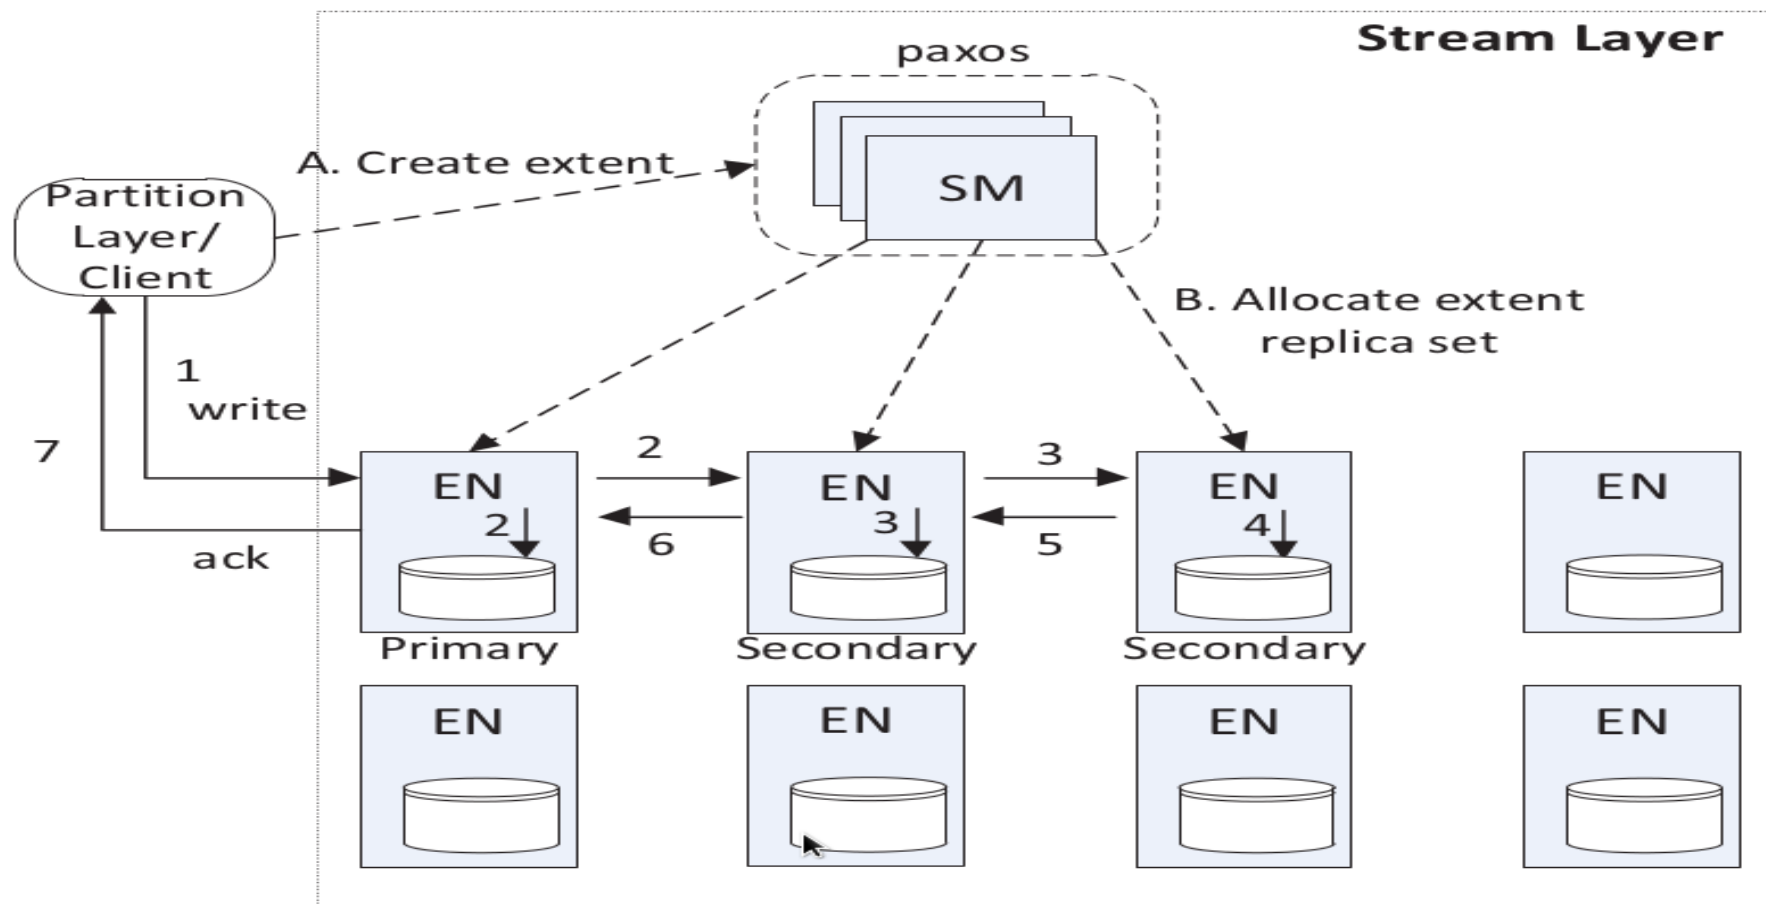 Stream Layer
paxos
A. Create extent
SM
Partition
Layer/
Client
B. Allocate extent
replica set
1
write
7
ack
EN
2
2
6
EN
3
3
5
EN
4
EN
Primary
Secondary
Secondary
EN
EN
EN
EN